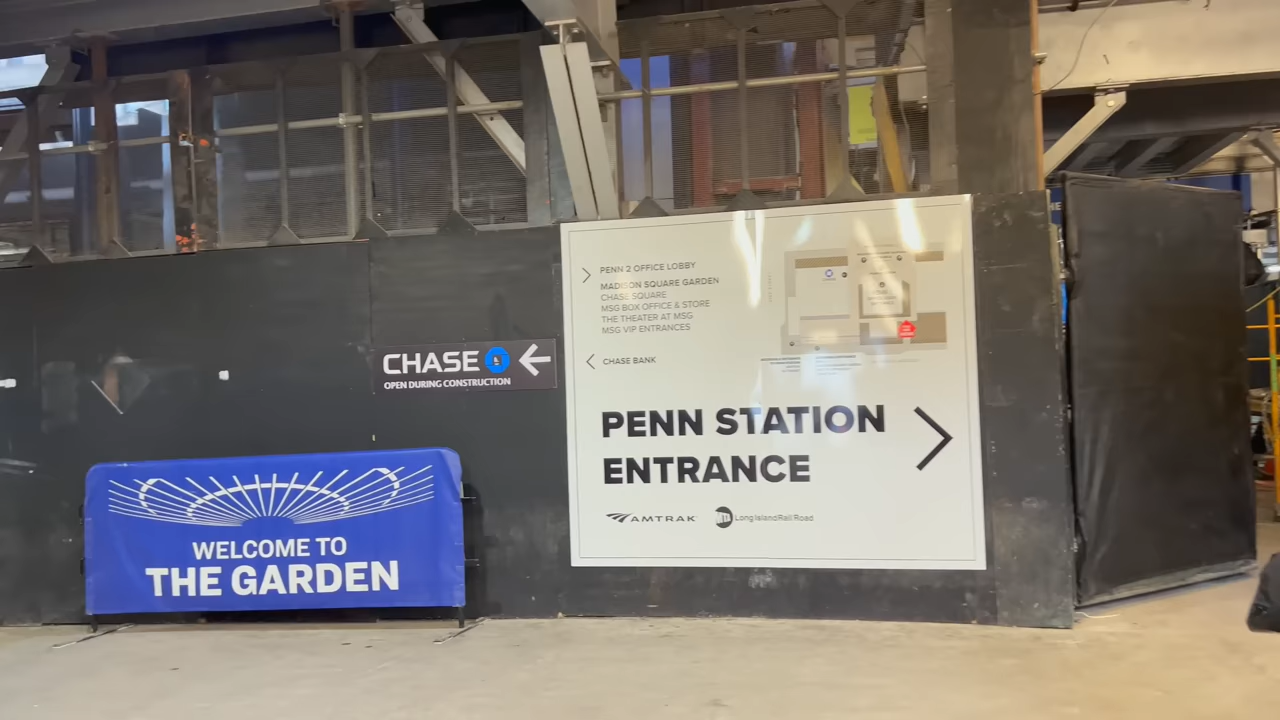 PENN 2 OFFICE LOBBY
MADISON SQUARE GARDEN
CHASE SQUARE
MSG BOX OFFICE & STORE
THE THEATER AT MSG
MSG VIP ENTRANCES
CHASE BANK
PENN STATION
ENTRANCE
AMTRAK
MTA Long Island Rail Road
CHASE
OPEN DURING CONSTRUCTION
WELCOME TO
THE GARDEN